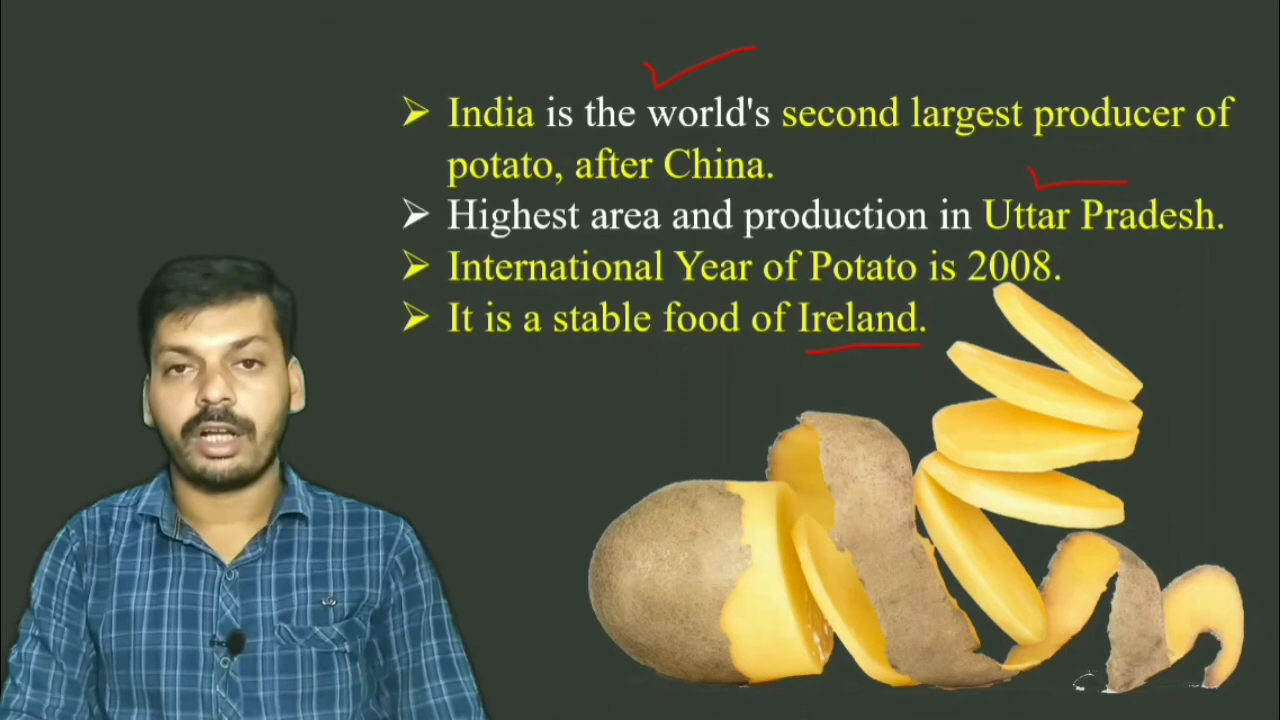 India is the world's second largest producer of
potato, after China.
Highest area and production in Uttar Pradesh.
International Year of Potato is 2008.
It is a stable food of Ireland.